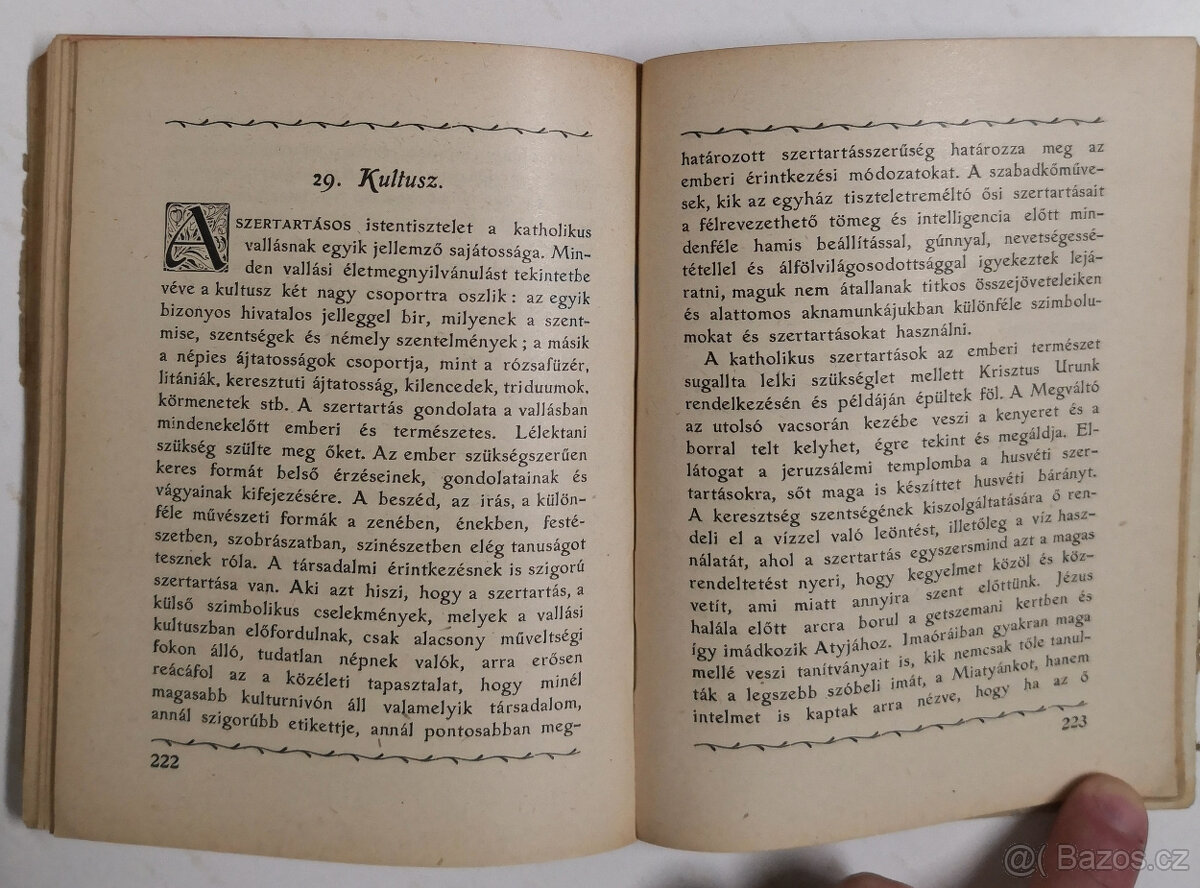 29. Kultusz.
A SZERTARTÁSOS istentisztelet a katholikus
vallásnak egyik jellemző sajátossága. Min-
den vallási életmegnyilvánulást tekintetbe
véve a kultusz két nagy csoportra oszlik: az egyik
bizonyos hivatalos jelleggel bir, milyenek a szent-
mise, szentségek és némely szentelmények; a másik
a népies ájtatosságok csoportja, mint a rózsafüzér,
litániák, keresztuti ájtatosság, kilencedek, triduumok,
körmenetek stb. A szertartás gondolata a vallásban
mindenekelőtt emberi és természetes. Lélektani
szükség szülte meg őket. Az ember szükségszerűen
keres formát belső érzéseinek, gondolatainak és
vágyainak kifejezésére. A beszéd, az irás, a külön-
féle művészeti formák a zenében, énekben, festé-
szetben, szobrászatban, szinészetben elég tanuságot
tesznek róla. A társadalmi érintkezésnek is szigorú
szertartása van. Aki azt hiszi, hogy a szertartás, a
külső szimbolikus cselekmények, melyek a vallási
kultuszban előfordulnak, csak alacsony műveltségi
fokon álló, tudatlan népnek valók, arra erősen
reácáfol az a közéleti tapasztalat, hogy minél
magasabb kulturnivón áll valamelyik társadalom,
annál szigorúbb etikettje, annál pontosabban meg-
222
határozott szertartásszerűség határozza meg az
emberi érintkezési módozatokat. A szabadkőműve-
sek, kik az egyház tiszteletreméltó ősi szertartásait
a félrevezethető tömeg és intelligencia előtt min-
denféle hamis beállítással, gúnnyal, nevetségessé-
tétellel és álfölvilágosodottsággal igyekeztek lejá-
ratni, maguk nem átallanak titkos összejöveteleiken
és alattomos aknamunkájukban különféle szimbolu-
mokat és szertartásokat használni.
A katholikus szertartások az emberi természet
sugallta lelki szükséglet mellett Krisztus Urunk
rendelkezésén és példáján épültek föl. A Megváltó
az utolsó vacsorán kezébe veszi a kenyeret és a
borral telt kelyhet, égre tekint és megáldja. El-
látogat a jeruzsálemi templomba a husvéti szer-
tartásokra, sőt maga is készíttet husvéti bárányt.
A keresztség szentségének kiszolgáltatására ő ren-
deli el a vízzel való leöntést, illetőleg a víz hasz-
nálatát, ahol a szertartás egyszersmind azt a magas
rendeltetést nyeri, hogy kegyelmet közöl és köz-
vetít, ami miatt annyira szent előttünk. Jézus
halála előtt arcra borul a getszemani kertben és
így imádkozik Atyjához. Imaóráiban gyakran maga
mellé veszi tanítványait is, kik nemcsak tőle tanul-
ták a legszebb szóbeli imát, a Miatyánkot, hanem
intelmet is kaptak arra nézve, hogy ha az ő
223
@( Bazos.cz